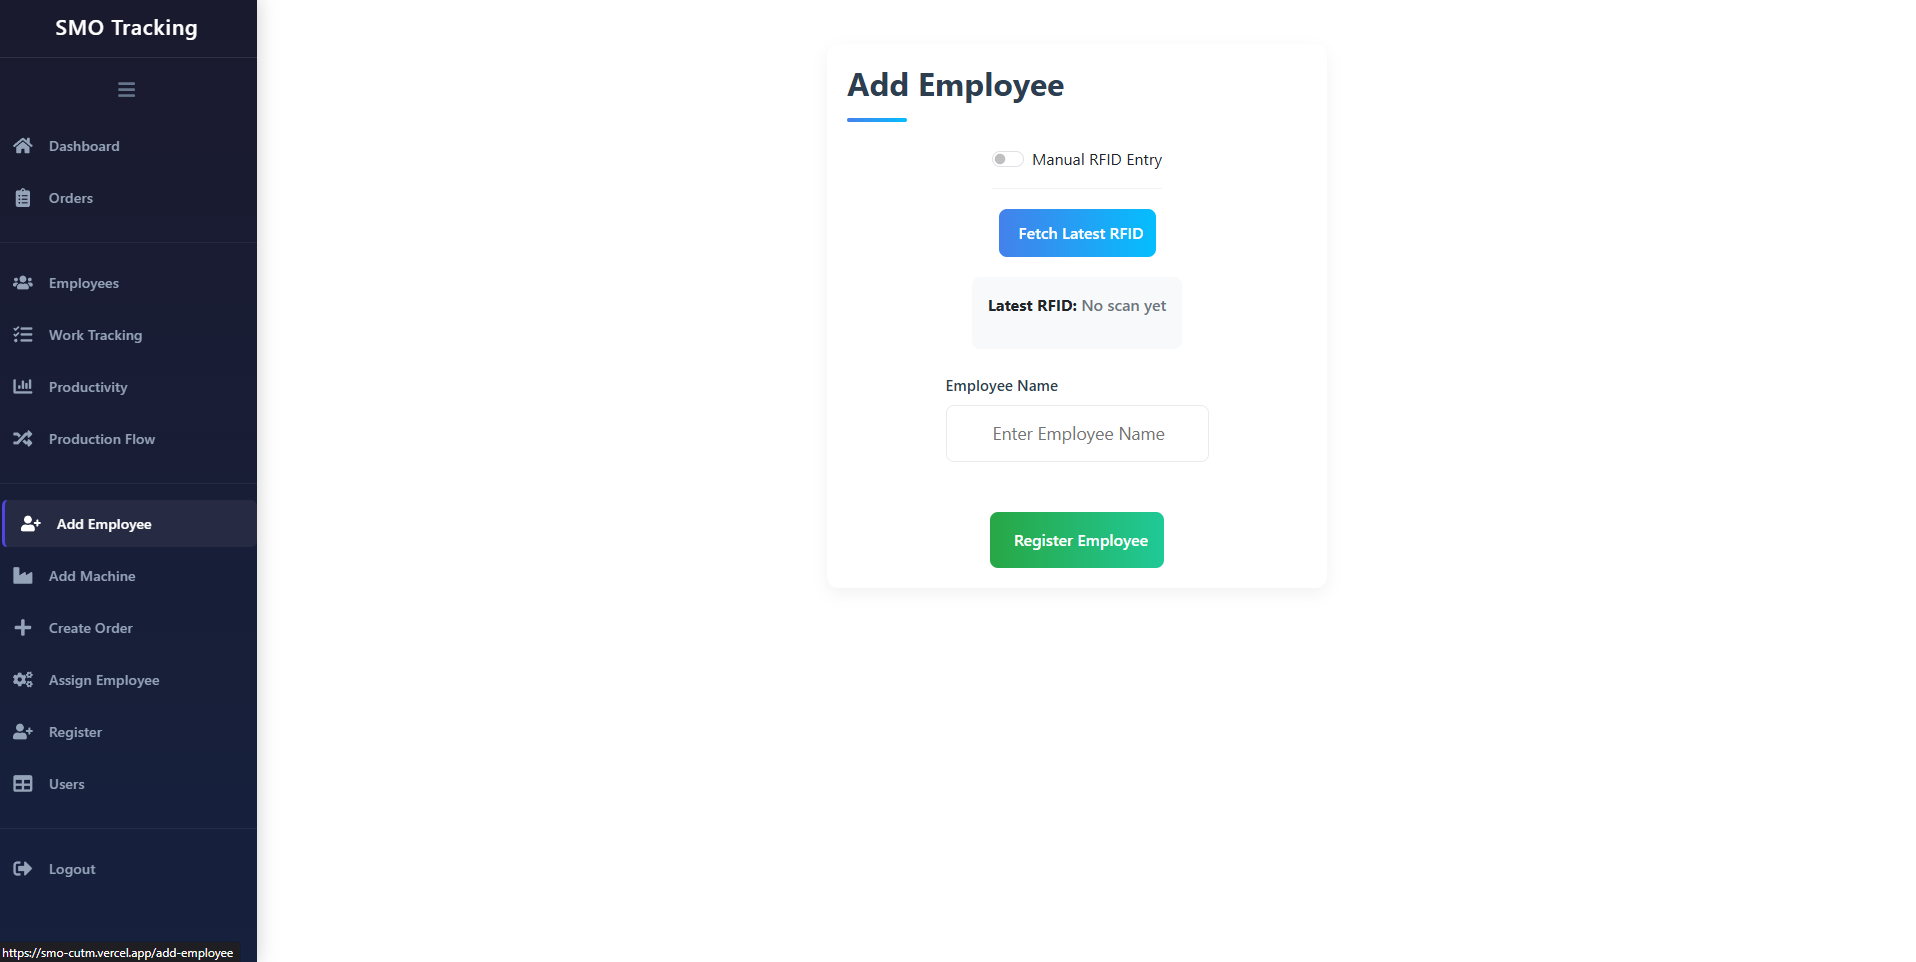 SMO Tracking
Dashboard
Orders
Employees
Work Tracking
Productivity
Production Flow
Add Employee
Add Machine
Create Order
Assign Employee
Register
Users
Logout
https://smo-cutm.vercel.app/add-employee
Add Employee
Manual RFID Entry
Fetch Latest RFID
Latest RFID: No scan yet
Employee Name
Enter Employee Name
Register Employee